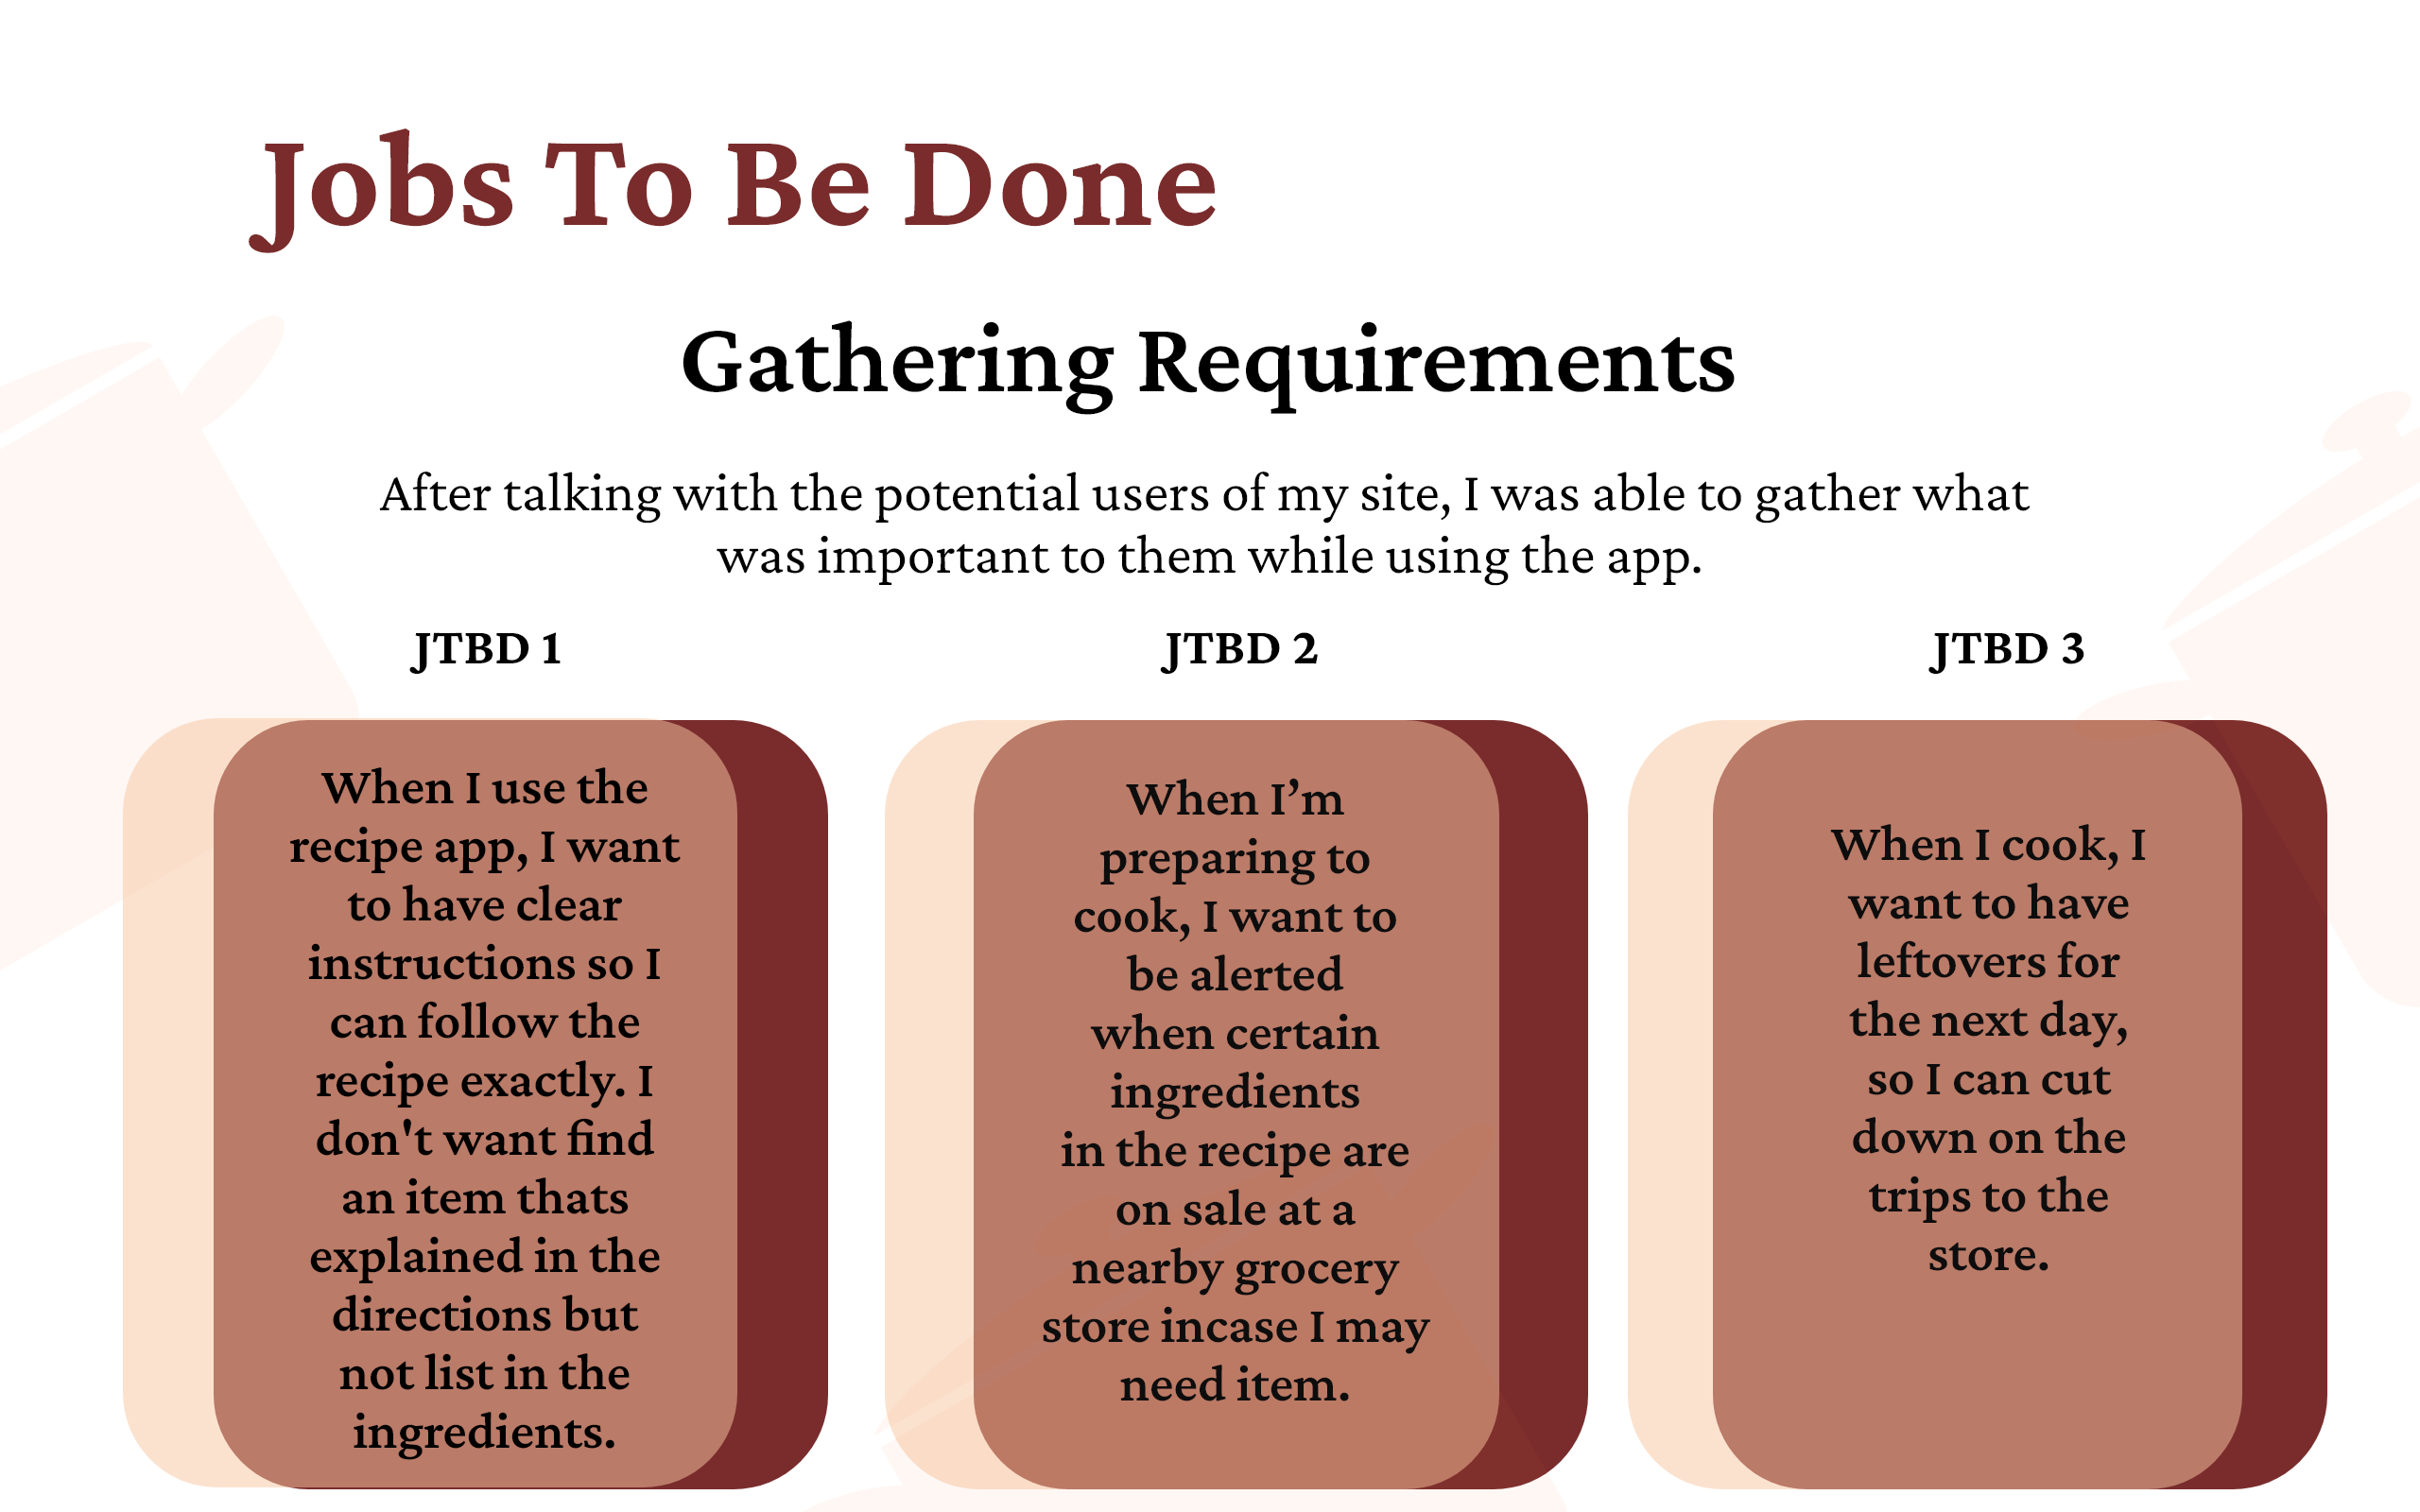 Jobs To Be Done
Gathering Requirements
After talking with the potential users of my site, I was able to gather what
was important to them while using the app.
JTBD 1
When I use the
recipe app, I want
to have clear
instructions so I
can follow the
recipe exactly. I
don't want find
an item thats
explained in the
directions but
not list in the
ingredients.
JTBD 2
When I’m
preparing to
cook, I want to
be alerted
when certain
ingredients
in the recipe are
on sale at a
nearby grocery
store incase I may
need item.
JTBD 3
When I cook, I
want to have
leftovers for
the next day,
so I can cut
down on the
trips to the
store.